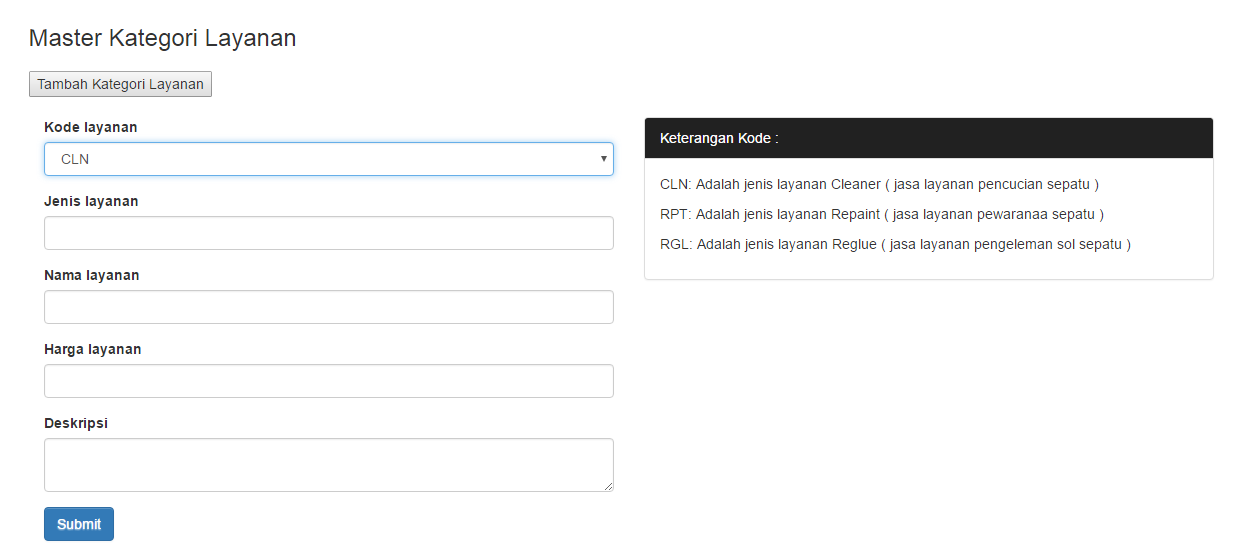 Master Kategori Layanan
Tambah Kategori Layanan
Kode layanan
CLN
Jenis layanan
Nama layanan
Harga layanan
Deskripsi
Submit
Keterangan Kode :
CLN: Adalah jenis layanan Cleaner ( jasa layanan pencucian sepatu )
RPT: Adalah jenis layanan Repaint ( jasa layanan pewaranaa sepatu )
RGL: Adalah jenis layanan Reglue ( jasa layanan pengeleman sol sepatu )